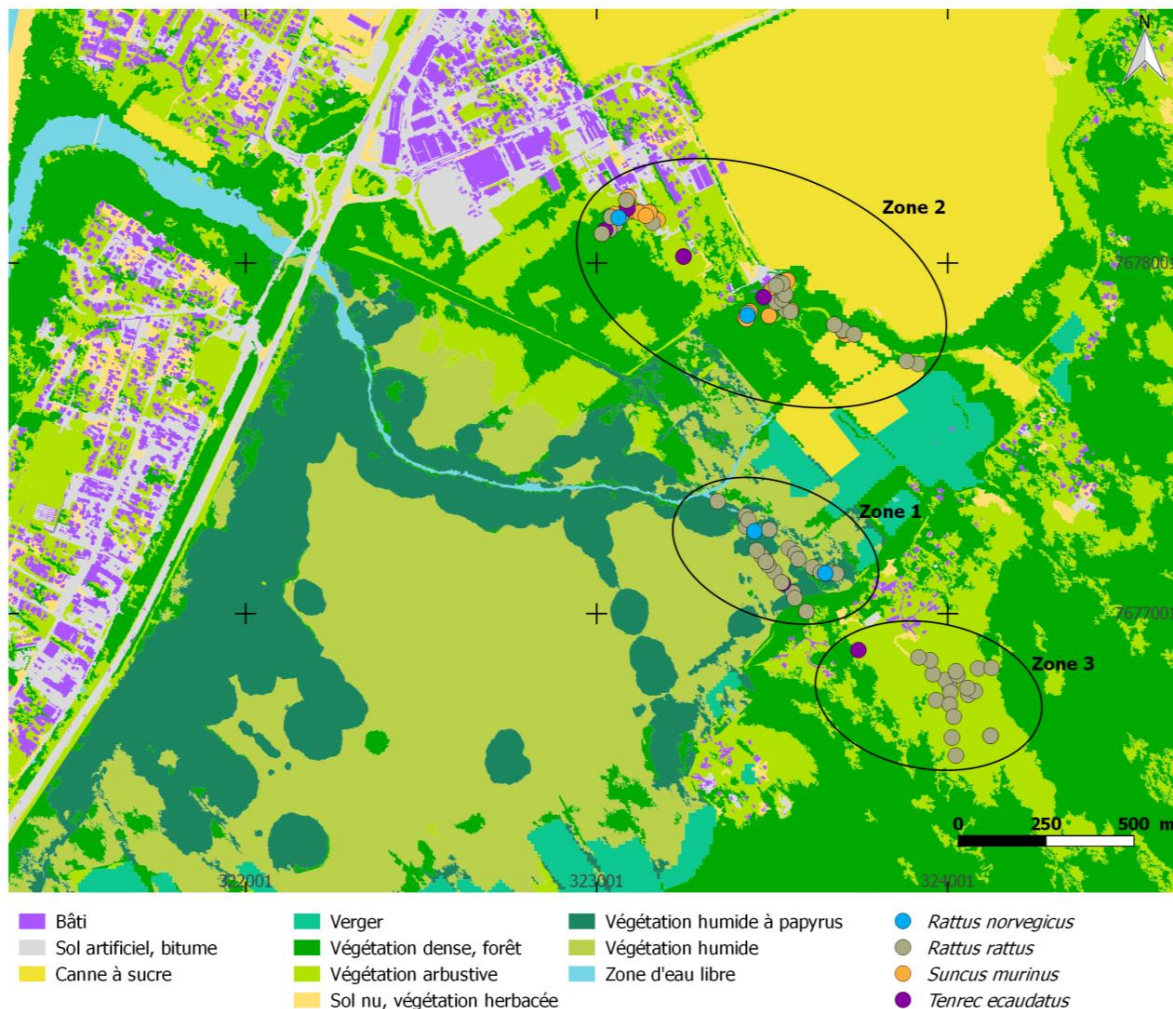 N
Zone 2
7678001
Zone 1
7677001
Zone 3
0 250 500 m
322001 323001 324001
Bâti
Sol artificiel, bitume
Canne à sucre
Verger
Végétation dense, forêt
Végétation arbustive
Sol nu, végétation herbacée
Végétation humide à papyrus
Végétation humide
Zone d'eau libre
Rattus norvegicus
Rattus rattus
Suncus murinus
Tenrec ecaudatus